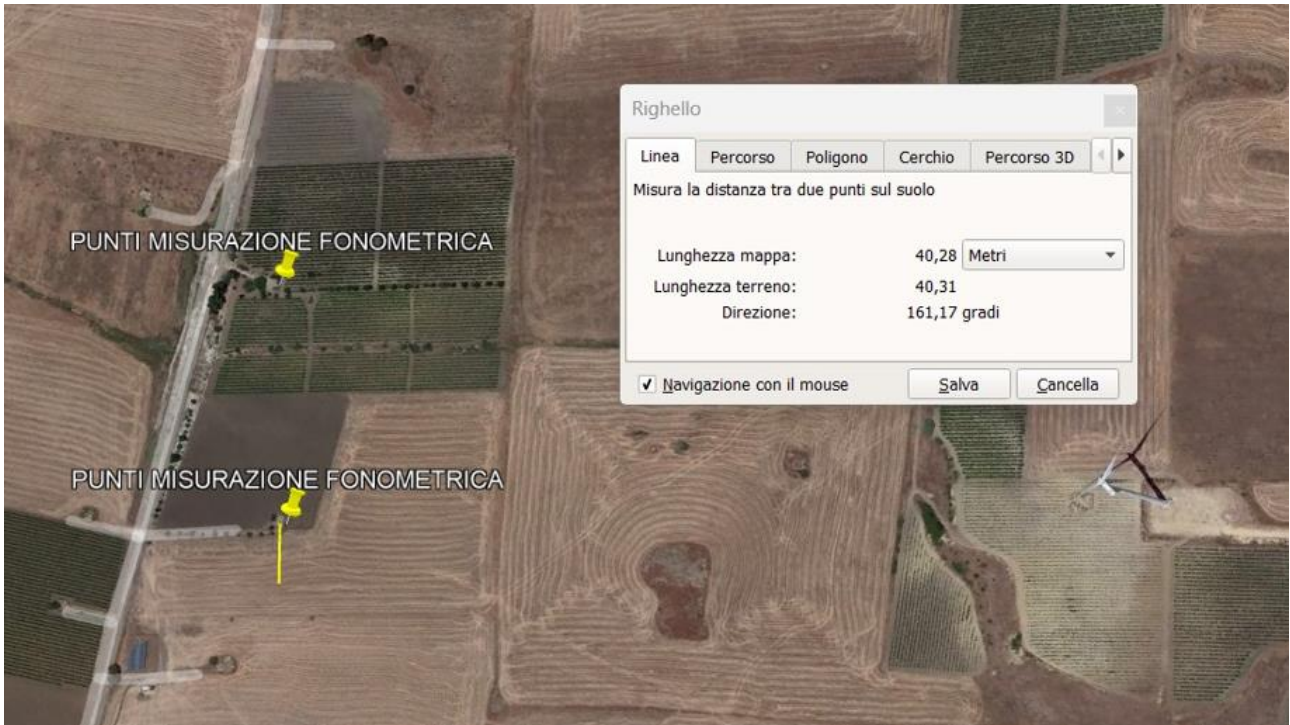 Righello
Linea Percorso Poligono Cerchio Percorso 3D
Misura la distanza tra due punti sul suolo
Lunghezza mappa: 40,28 Metri
Lunghezza terreno: 40,31
Direzione: 161,17 gradi
Navigazione con il mouse Salva Cancella
PUNTI MISURAZIONE FONOMETRICA
PUNTI MISURAZIONE FONOMETRICA